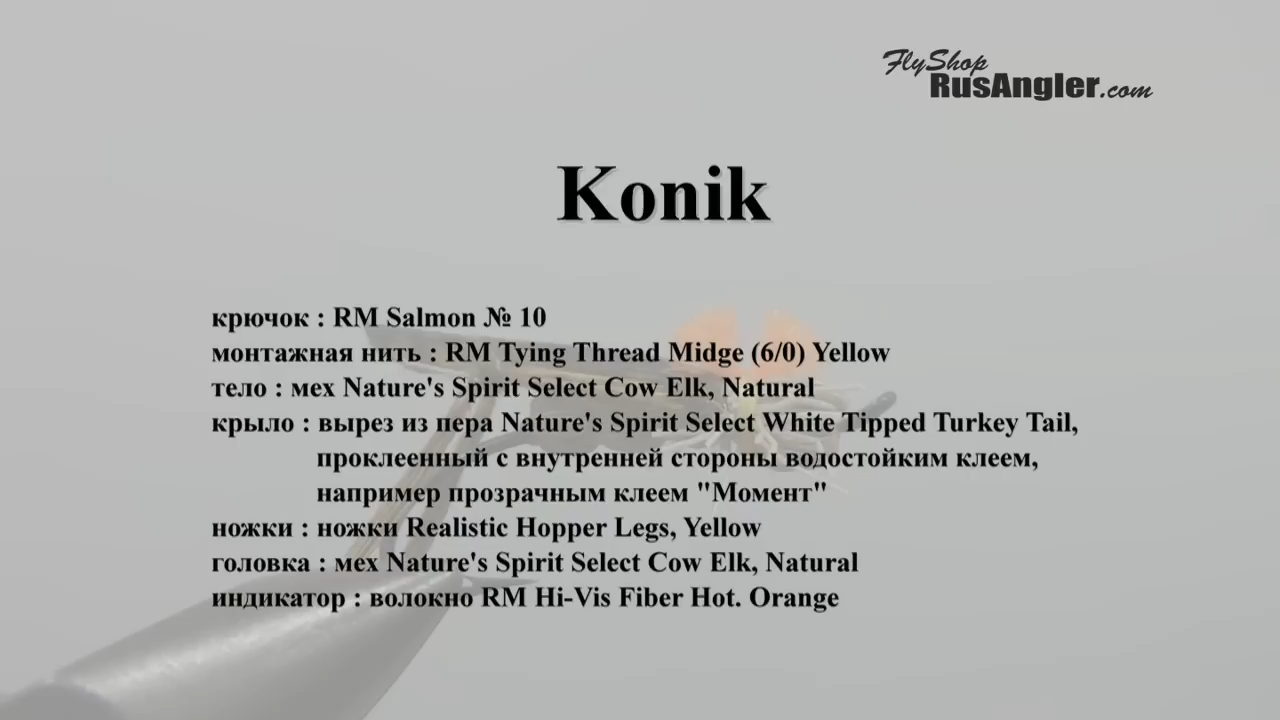 FlyShop
RusAngler.com
Konik
крючок : RM Salmon № 10
монтажная нить : RM Tying Thread Midge (6/0) Yellow
тело : мех Nature's Spirit Select Cow Elk, Natural
крыло : вырез из пера Nature's Spirit Select White Tipped Turkey Tail,
проклеенный с внутренней стороны водостойким клеем,
например прозрачным клеем "Момент"
ножки : ножки Realistic Hopper Legs, Yellow
головка : мех Nature's Spirit Select Cow Elk, Natural
индикатор : волокно RM Hi-Vis Fiber Hot. Orange